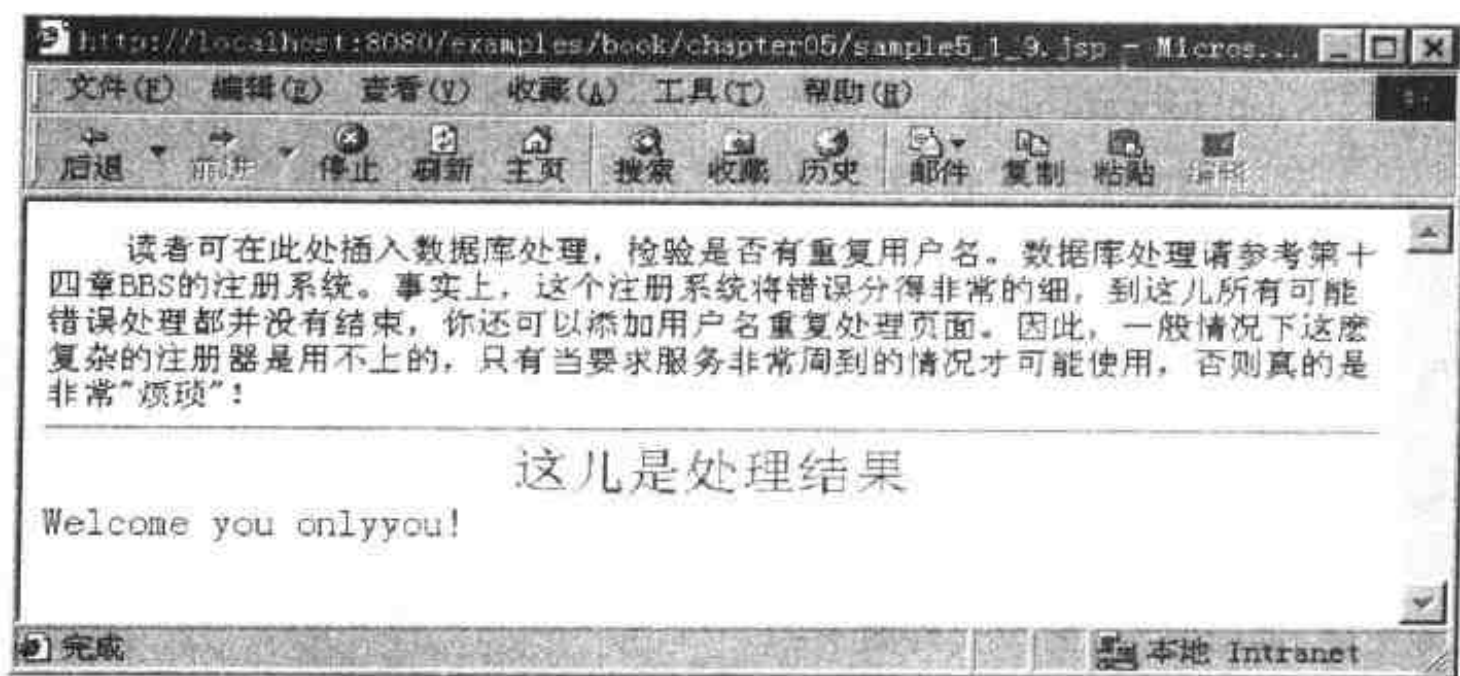 http://localhost:8080/examples/book/chapter05/sample5_1_9.jsp - Micros...
文件(F) 编辑(E) 查看(V) 收藏(A) 工具(T) 帮助(H)
后退 前进 停止 刷新 主页 搜索 收藏 历史 邮件 复制 粘贴 编辑
读者可在此处插入数据库处理，检验是否有重复用户名。数据库处理请参考第十
四章BBS的注册系统。事实上，这个注册系统将错误分得非常的细，到这儿所有可能
错误处理都并没有结束，你还可以添加用户名重复处理页面。因此，一般情况下这麽
复杂的注册器是用不上的，只有当要求服务非常周到的情况才可能使用，否则真的是
非常"烦琐"！
这儿是处理结果
Welcome you onlyyou!
完成 本地 Intranet